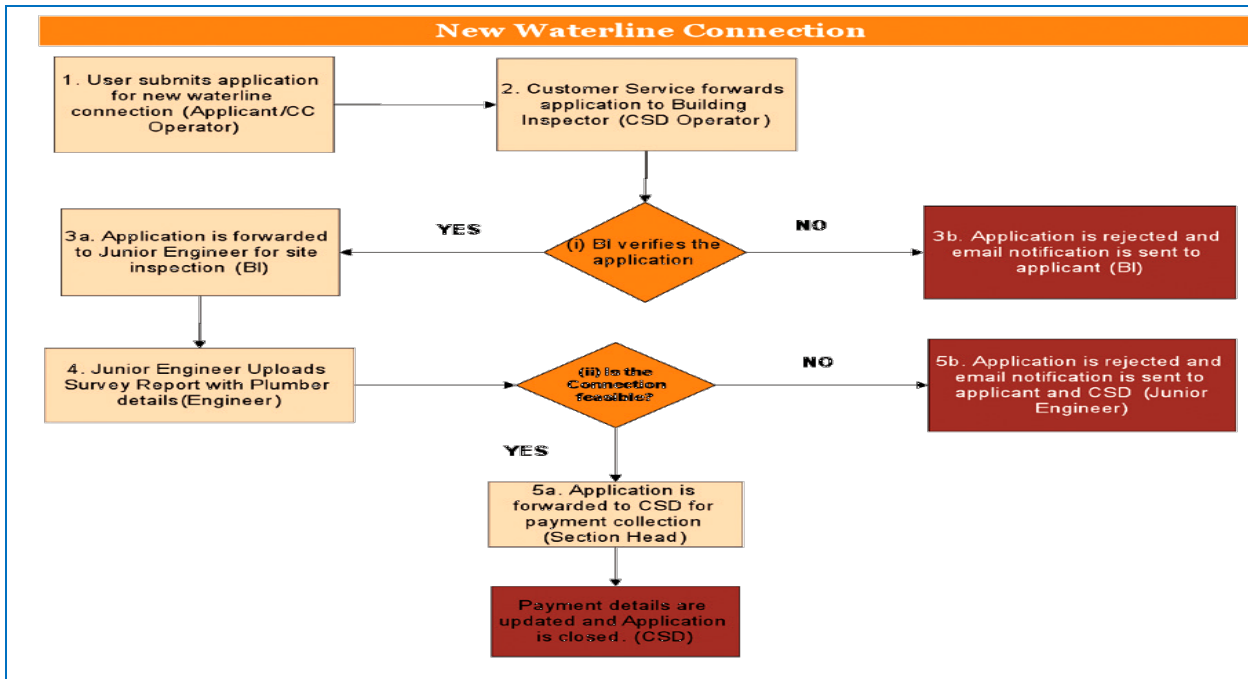 New Waterline Connection
1. User submits application
for new waterline
connection (Applicant/CC
Operator)
2. Customer Service forwards
application to Building
Inspector (CSD Operator)
YES
NO
(i) BI verifies the
application
3a. Application is forwarded
to Junior Engineer for site
inspection (BI)
3b. Application is rejected and
email notification is sent to
applicant (BI)
4. Junior Engineer Uploads
Survey Report with Plumber
details(Engineer)
(ii) Is the
Connection
feasible?
NO
5b. Application is rejected and
email notification is sent to
applicant and CSD (Junior
Engineer)
YES
5a. Application is
forwarded to CSD for
payment collection
(Section Head)
Payment details are
updated and Application
is closed. (CSD)